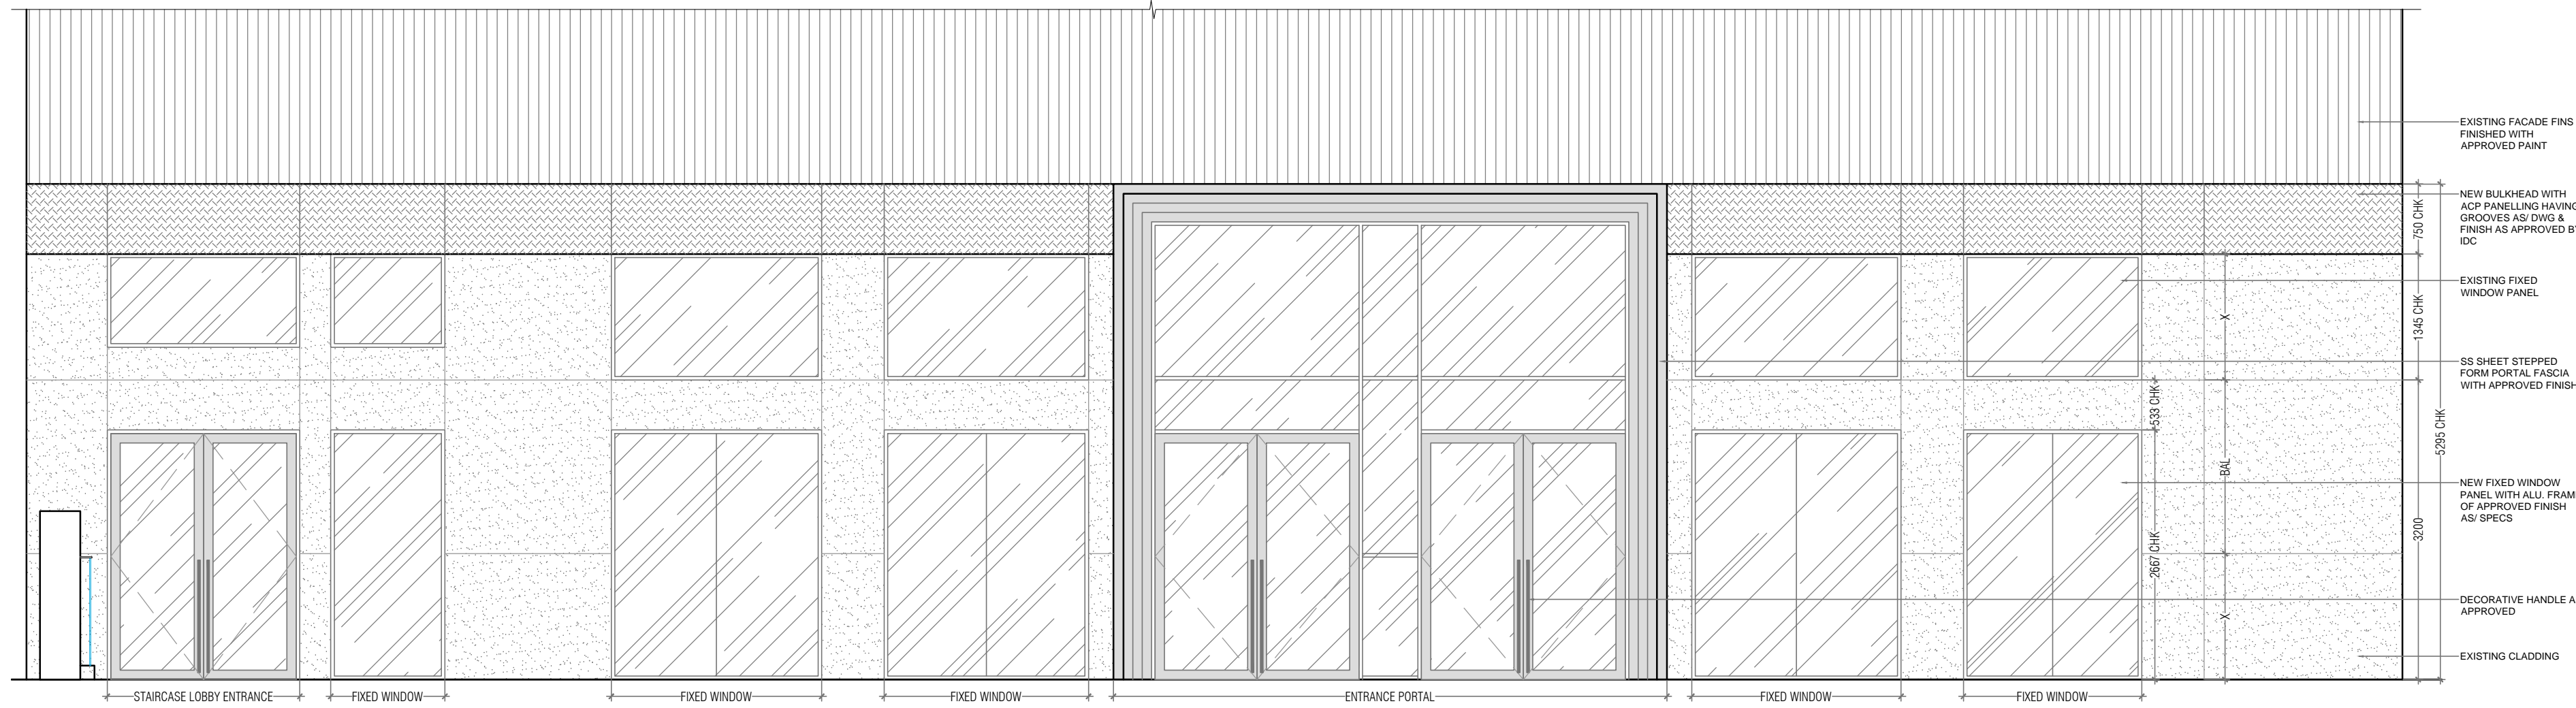 EXISTING FACADE FINS
FINISHED WITH
APPROVED PAINT
NEW BULKHEAD WITH
ACP PANELLING HAVING
GROOVES AS/ DWG &
FINISH AS APPROVED BY
IDC
EXISTING FIXED
WINDOW PANEL
SS SHEET STEPPED
FORM PORTAL FASCIA
WITH APPROVED FINISH
NEW FIXED WINDOW
PANEL WITH ALU. FRAM
OF APPROVED FINISH
AS/ SPECS
DECORATIVE HANDLE A
APPROVED
EXISTING CLADDING
750 CHK
1345 CHK
3200
5295 CHK
533 CHK
2667 CHK
X
BAL
X
STAIRCASE LOBBY ENTRANCE
FIXED WINDOW
FIXED WINDOW
FIXED WINDOW
ENTRANCE PORTAL
FIXED WINDOW
FIXED WINDOW